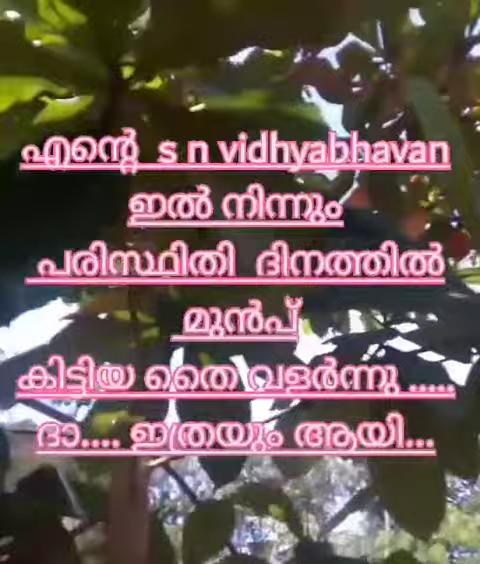 എന്റെ s n vidhyabhavan
ഇൽ നിന്നും
പരിസ്ഥിതി ദിനത്തിൽ
മുൻപ്
കിട്ടിയ തൈ വളർന്നു .....
ദാ.... ഇത്രയും ആയി...